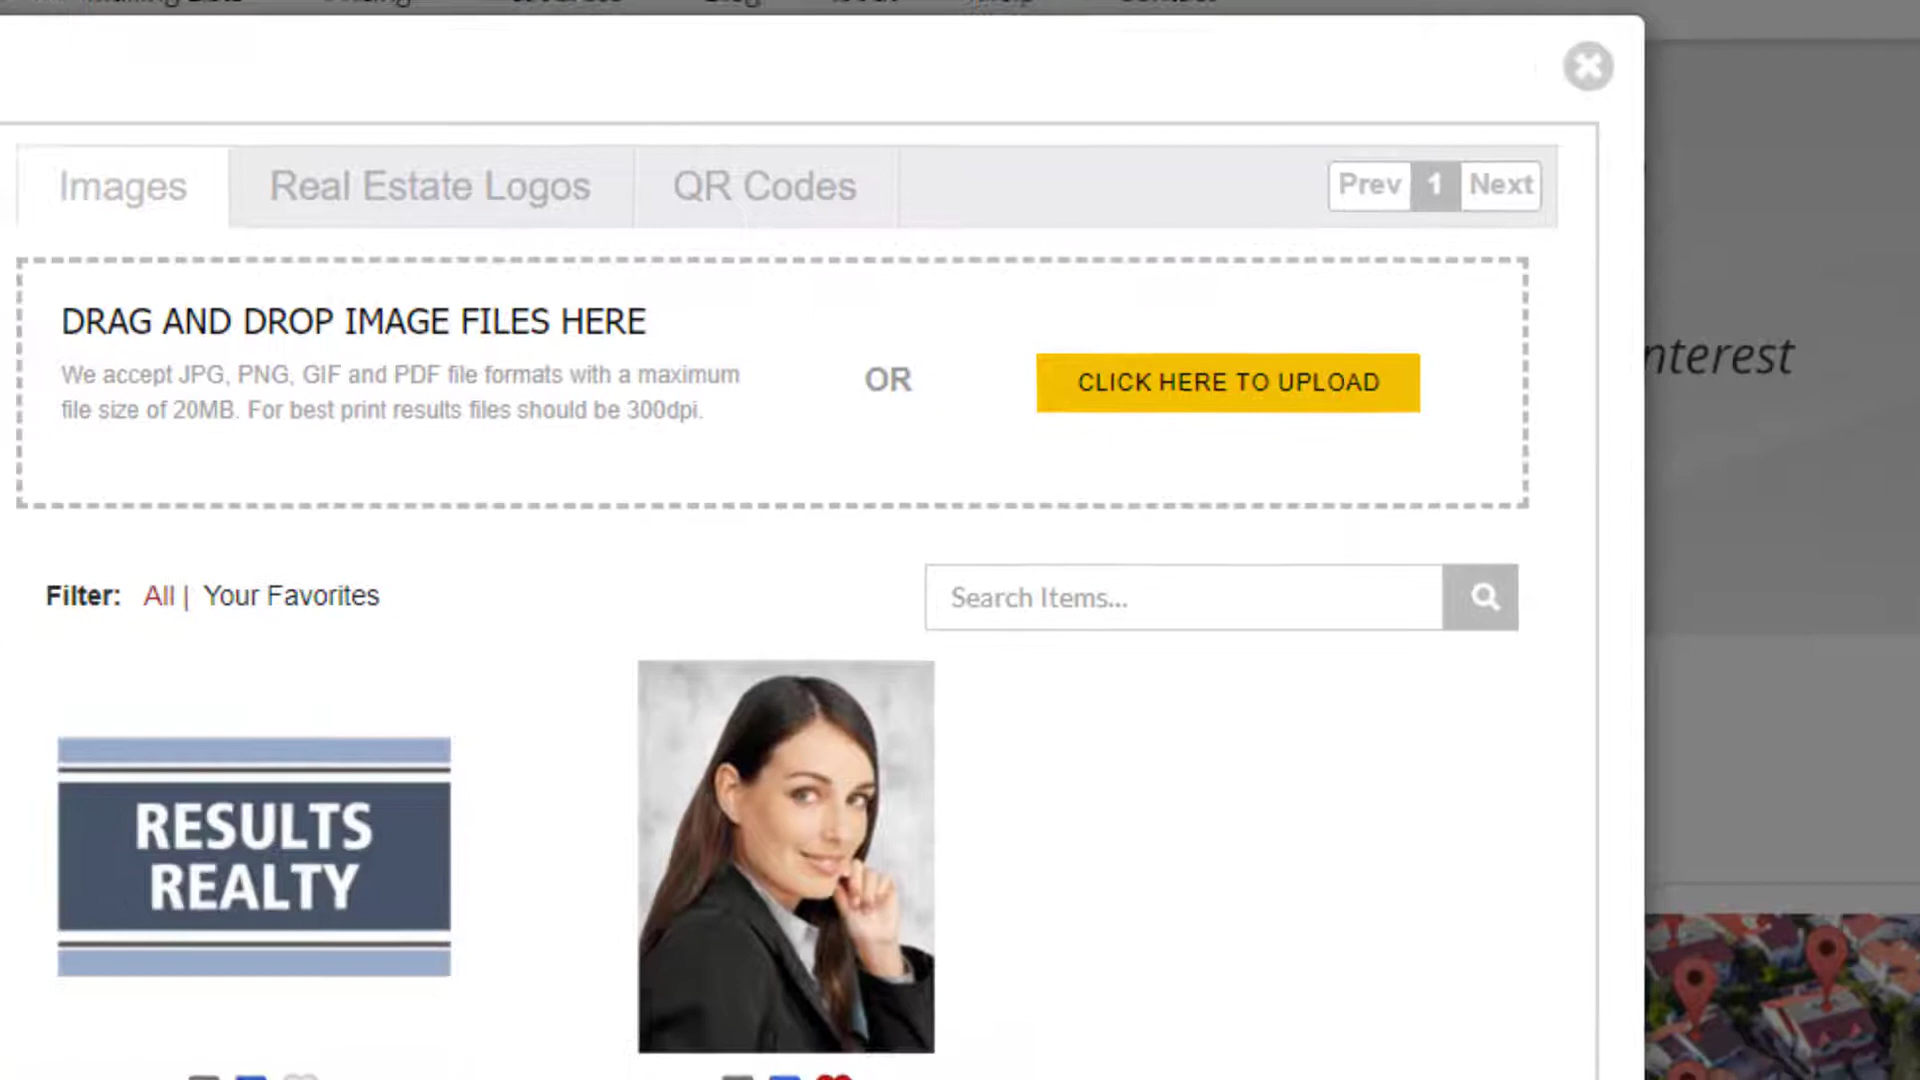 Images
Real Estate Logos
QR Codes
Prev 1 Next
DRAG AND DROP IMAGE FILES HERE
We accept JPG, PNG, GIF and PDF file formats with a maximum
file size of 20MB. For best print results files should be 300dpi.
OR
CLICK HERE TO UPLOAD
nterest
Filter: All | Your Favorites
Search Items...
RESULTS
REALTY